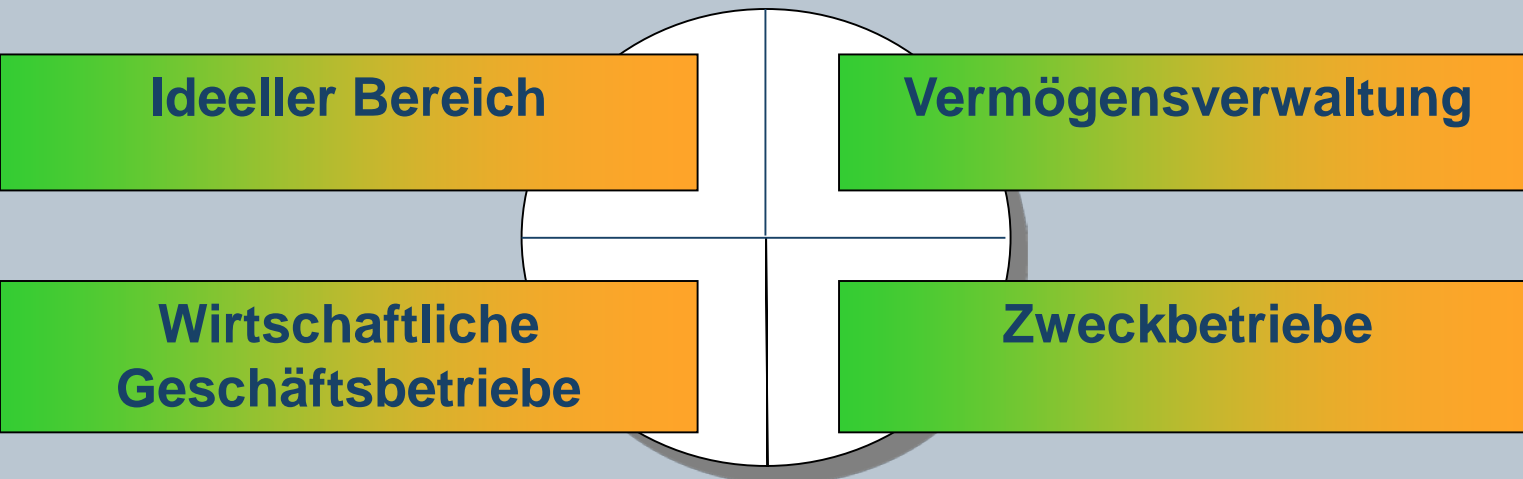 Ideeller Bereich
Vermögensverwaltung
Wirtschaftliche
Geschäftsbetriebe
Zweckbetriebe